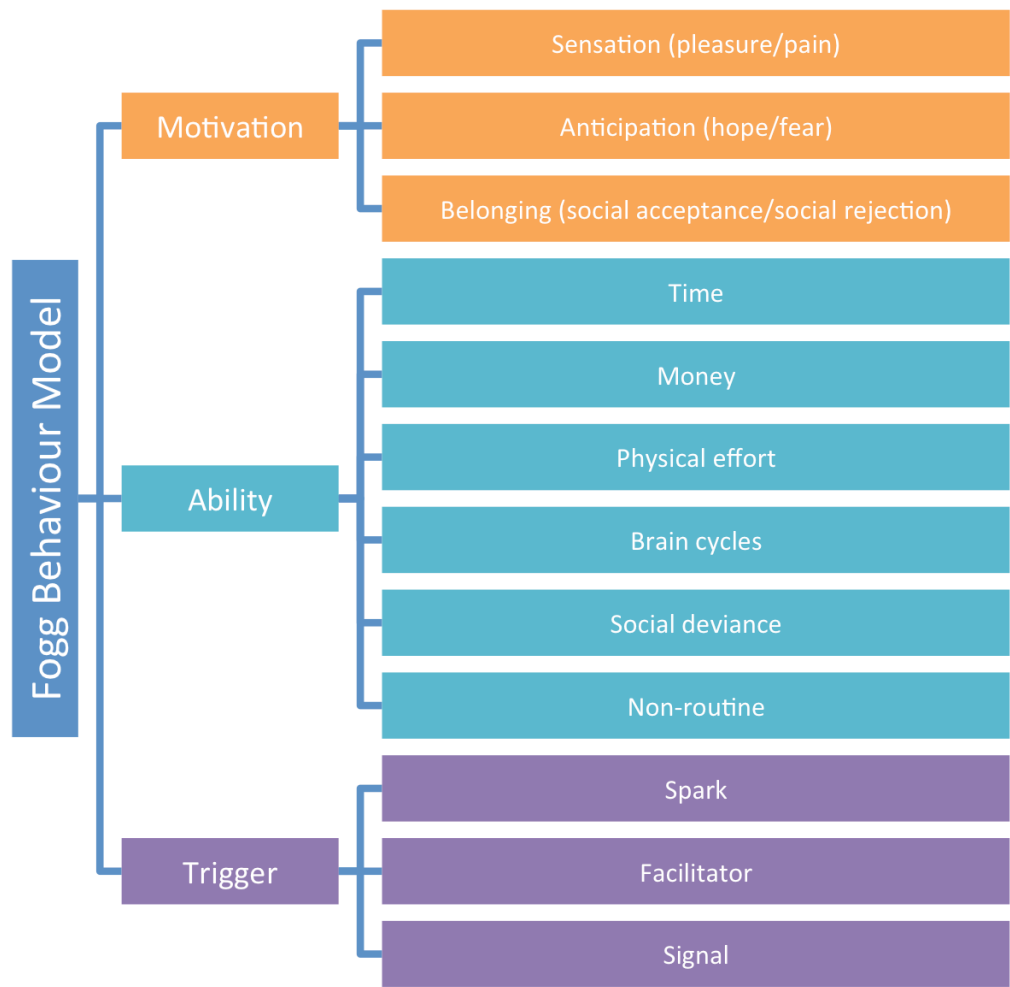 Fogg Behaviour Model
Motivation
Sensation (pleasure/pain)
Anticipation (hope/fear)
Belonging (social acceptance/social rejection)
Ability
Time
Money
Physical effort
Brain cycles
Social deviance
Non-routine
Trigger
Spark
Facilitator
Signal